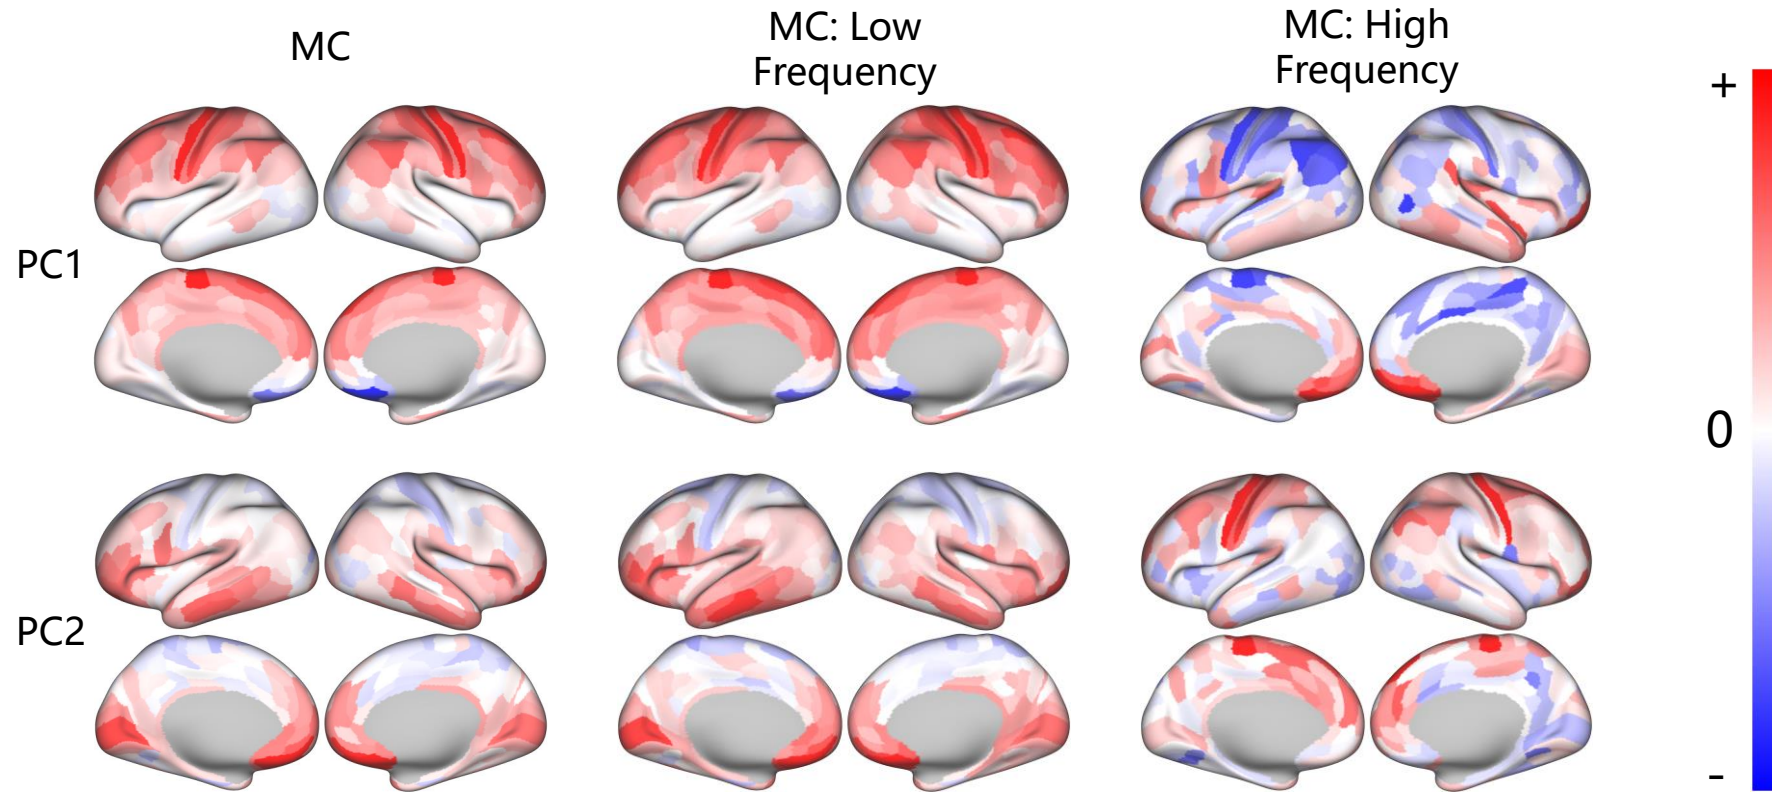 MC
MC: Low
Frequency
MC: High
Frequency
+
PC1
0
PC2
-